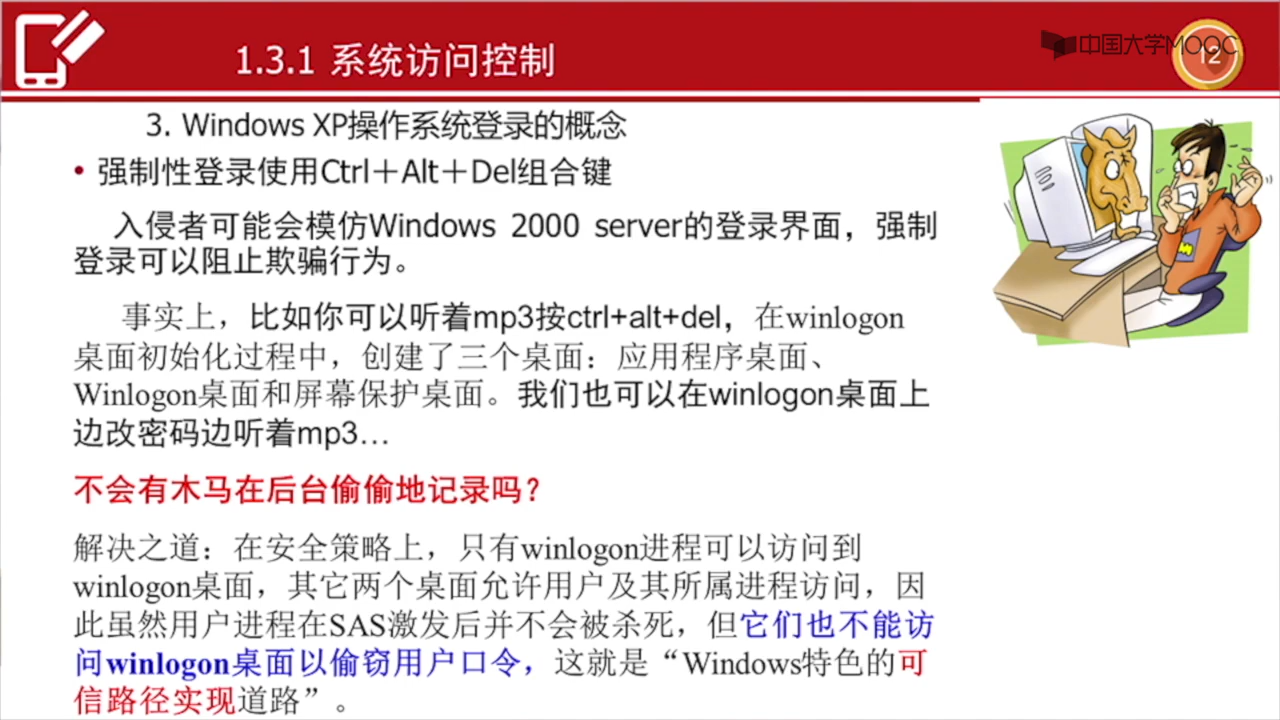 1.3.1 系统访问控制
中国大学MOOC
12
3. Windows XP操作系统登录的概念
• 强制性登录使用Ctrl＋Alt＋Del组合键
入侵者可能会模仿Windows 2000 server的登录界面，强制
登录可以阻止欺骗行为。
事实上，比如你可以听着mp3按ctrl+alt+del，在winlogon
桌面初始化过程中，创建了三个桌面：应用程序桌面、
Winlogon桌面和屏幕保护桌面。我们也可以在winlogon桌面上
边改密码边听着mp3…
不会有木马在后台偷偷地记录吗？
解决之道：在安全策略上，只有winlogon进程可以访问到
winlogon桌面，其它两个桌面允许用户及其所属进程访问，因
此虽然用户进程在SAS激发后并不会被杀死，但它们也不能访
问winlogon桌面以偷窃用户口令，这就是“Windows特色的可
信路径实现道路”。